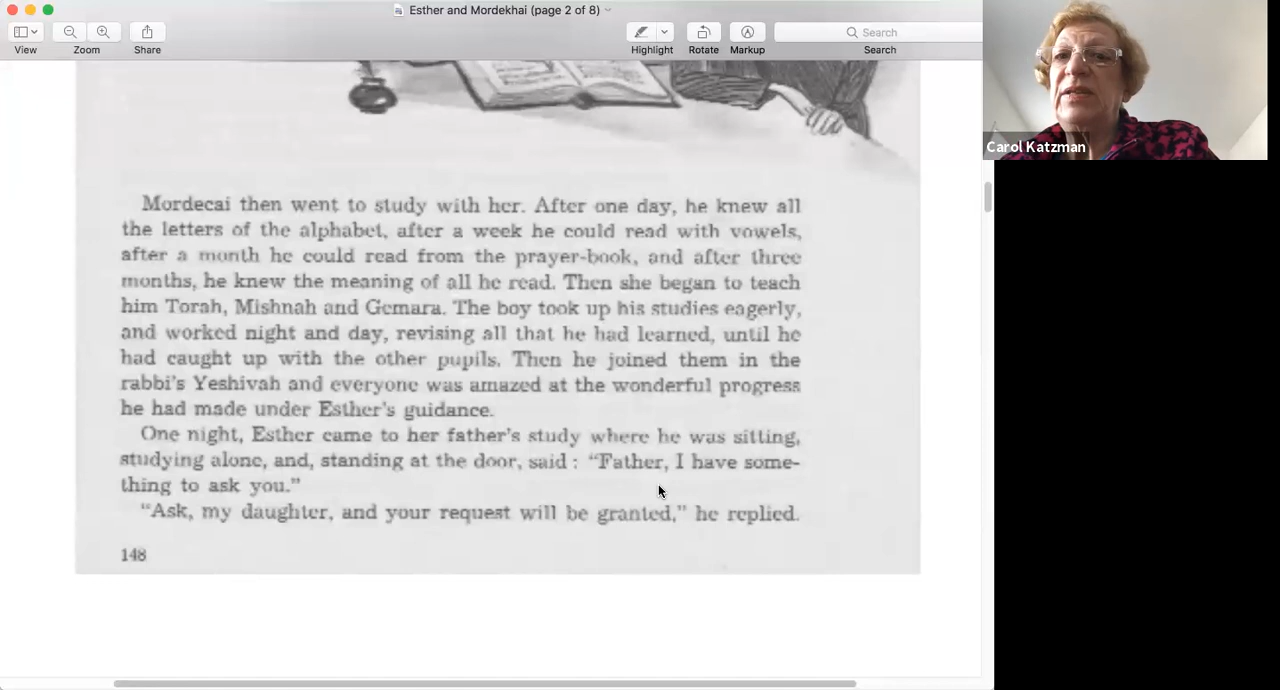 Esther and Mordekhai (page 2 of 8)
View
Zoom
Share
Highlight
Rotate
Markup
Search
Search
Carol Katzman
Mordecai then went to study with her. After one day, he knew all
the letters of the alphabet, after a week he could read with vowels,
after a month he could read from the prayer-book, and after three
months, he knew the meaning of all he read. Then she began to teach
him Torah, Mishnah and Gemara. The boy took up his studies eagerly,
and worked night and day, revising all that he had learned, until he
had caught up with the other pupils. Then he joined them in the
rabbi's Yeshivah and everyone was amazed at the wonderful progress
he had made under Esther's guidance.
One night, Esther came to her father's study where he was sitting,
studying alone, and, standing at the door, said : "Father, I have some-
thing to ask you."
"Ask, my daughter, and your request will be granted," he replied.
148